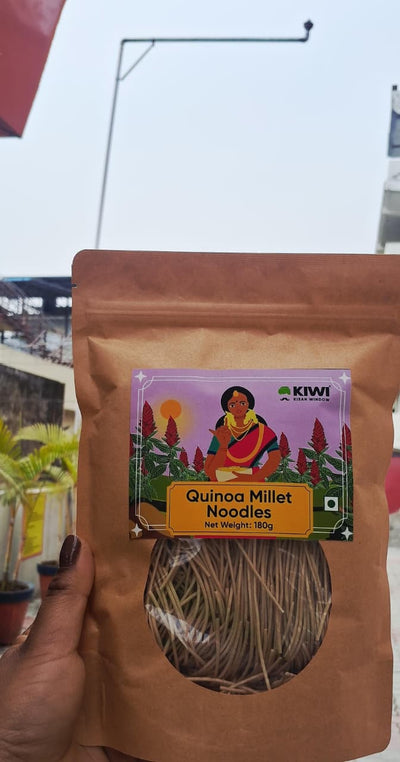 KIWI
KISAN WINDOW
Quinoa Millet
Noodles
Net Weight: 180g